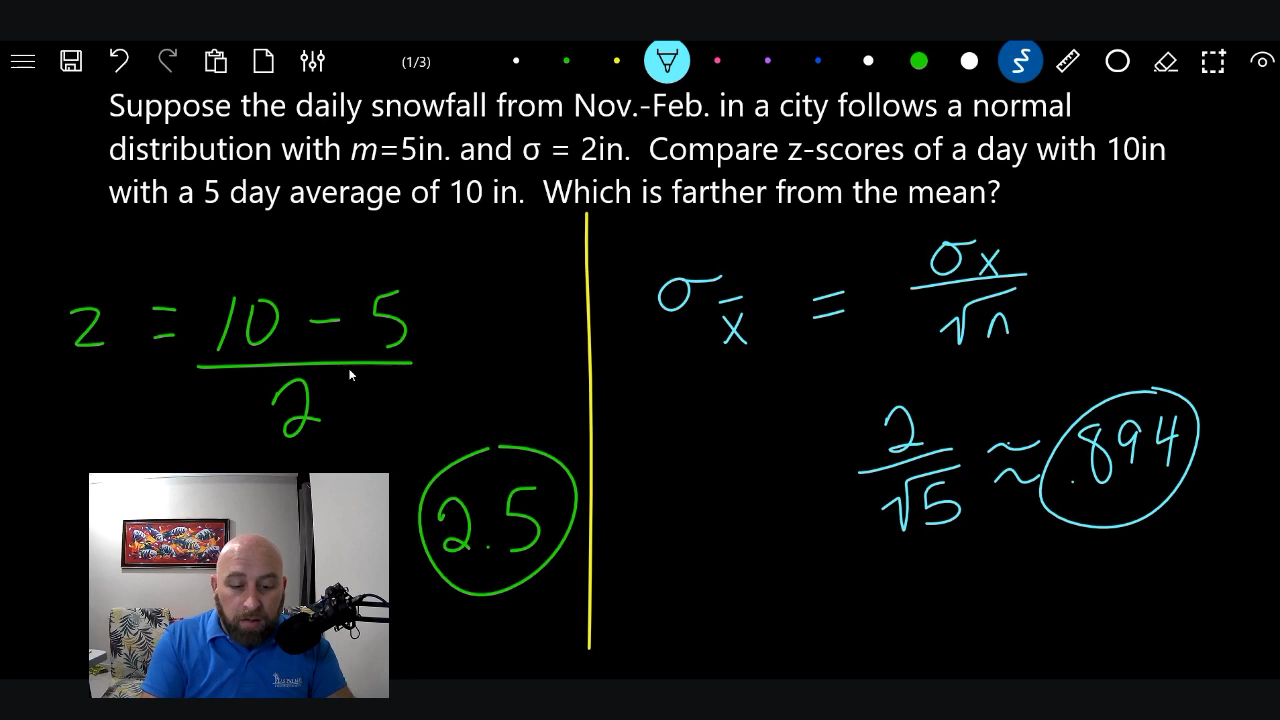 (1/3)
Suppose the daily snowfall from Nov.-Feb. in a city follows a normal
distribution with m=5in. and σ = 2in. Compare z-scores of a day with 10in
with a 5 day average of 10 in. Which is farther from the mean?
z = 10 - 5
2
2.5
σx̄ = σx
√n
2
√5 ≈ .894